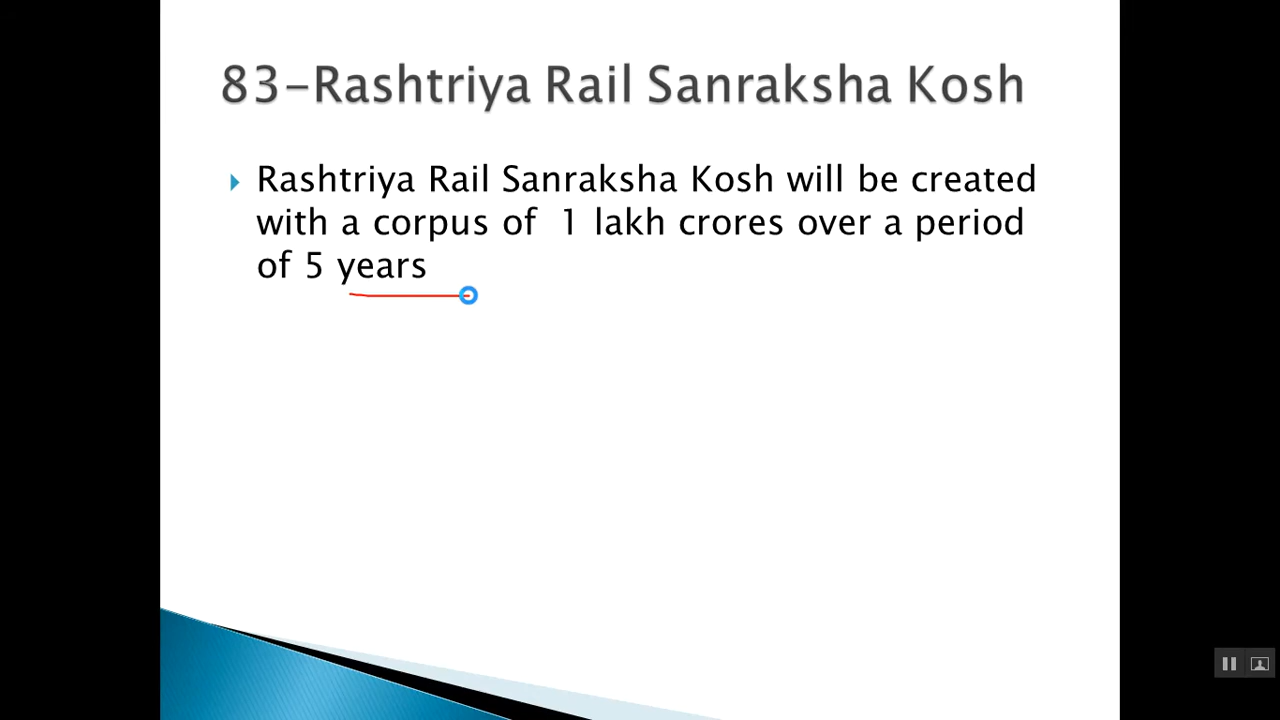 83-Rashtriya Rail Sanraksha Kosh
Rashtriya Rail Sanraksha Kosh will be created
with a corpus of 1 lakh crores over a period
of 5 years